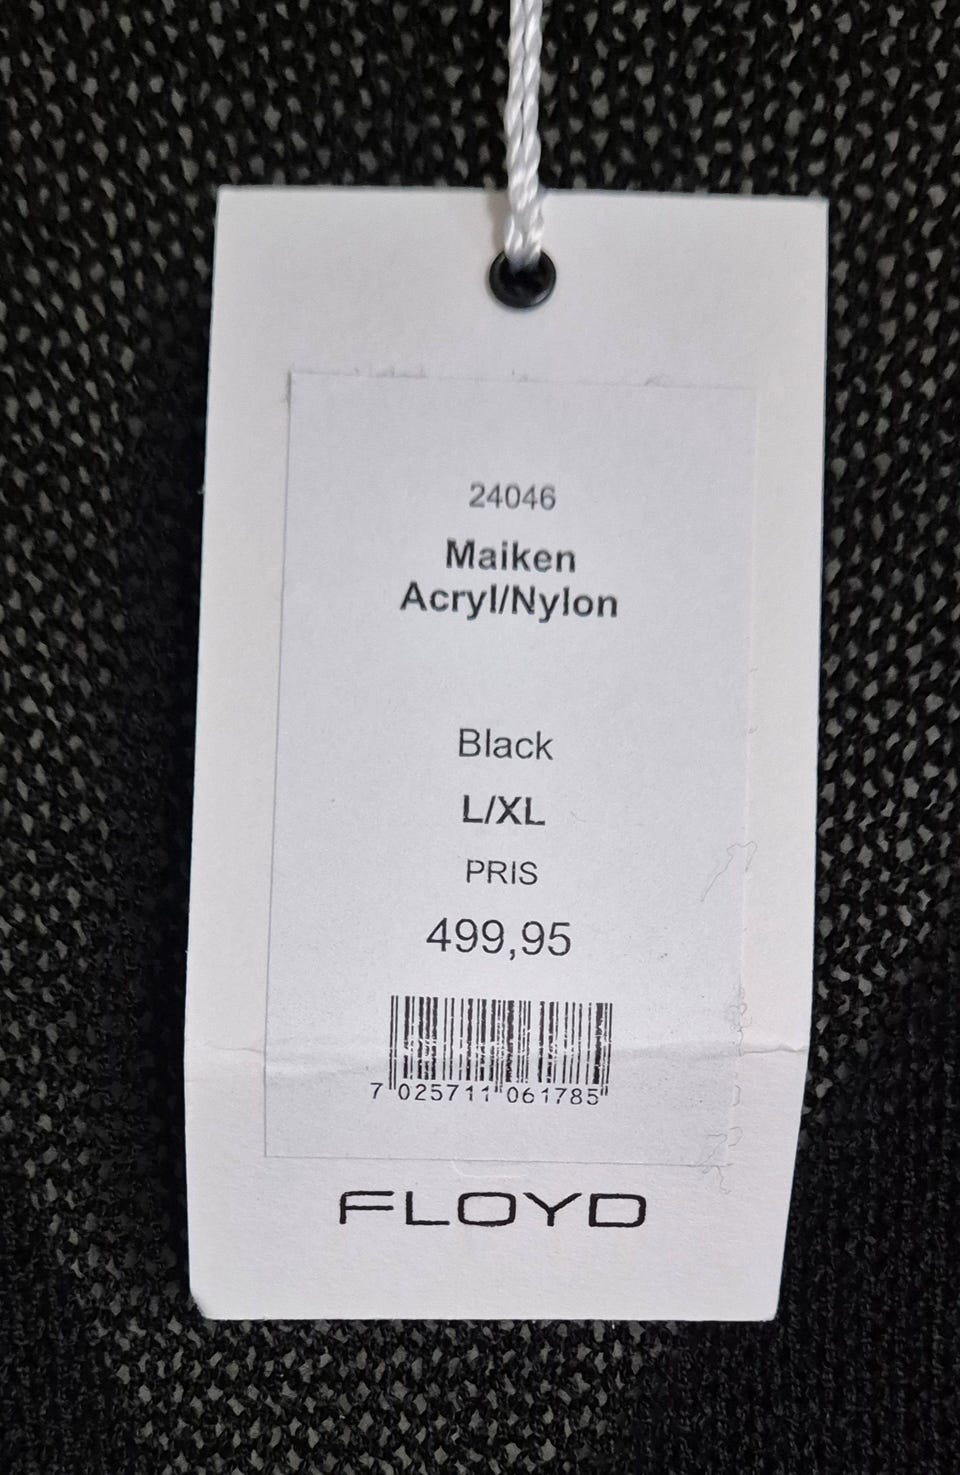 24046
Maiken
Acryl/Nylon
Black
L/XL
PRIS
499,95
7 025711 061785
FLOYD